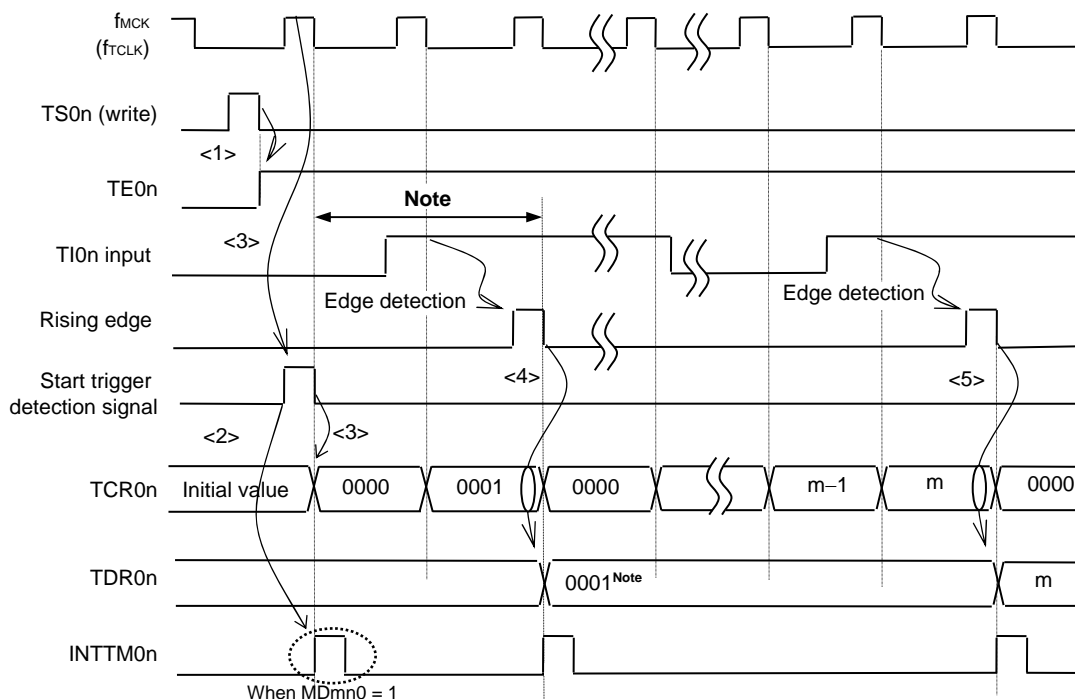 fMCK
(fTCLK)
TS0n (write)
<1>
TE0n
Note
<3>
TI0n input
Edge detection
Edge detection
Rising edge
<4>
<5>
Start trigger
detection signal
<2>
<3>
TCR0n
Initial value
0000
0001
0000
m−1
m
0000
TDR0n
0001Note
m
INTTM0n
When MDmn0 = 1